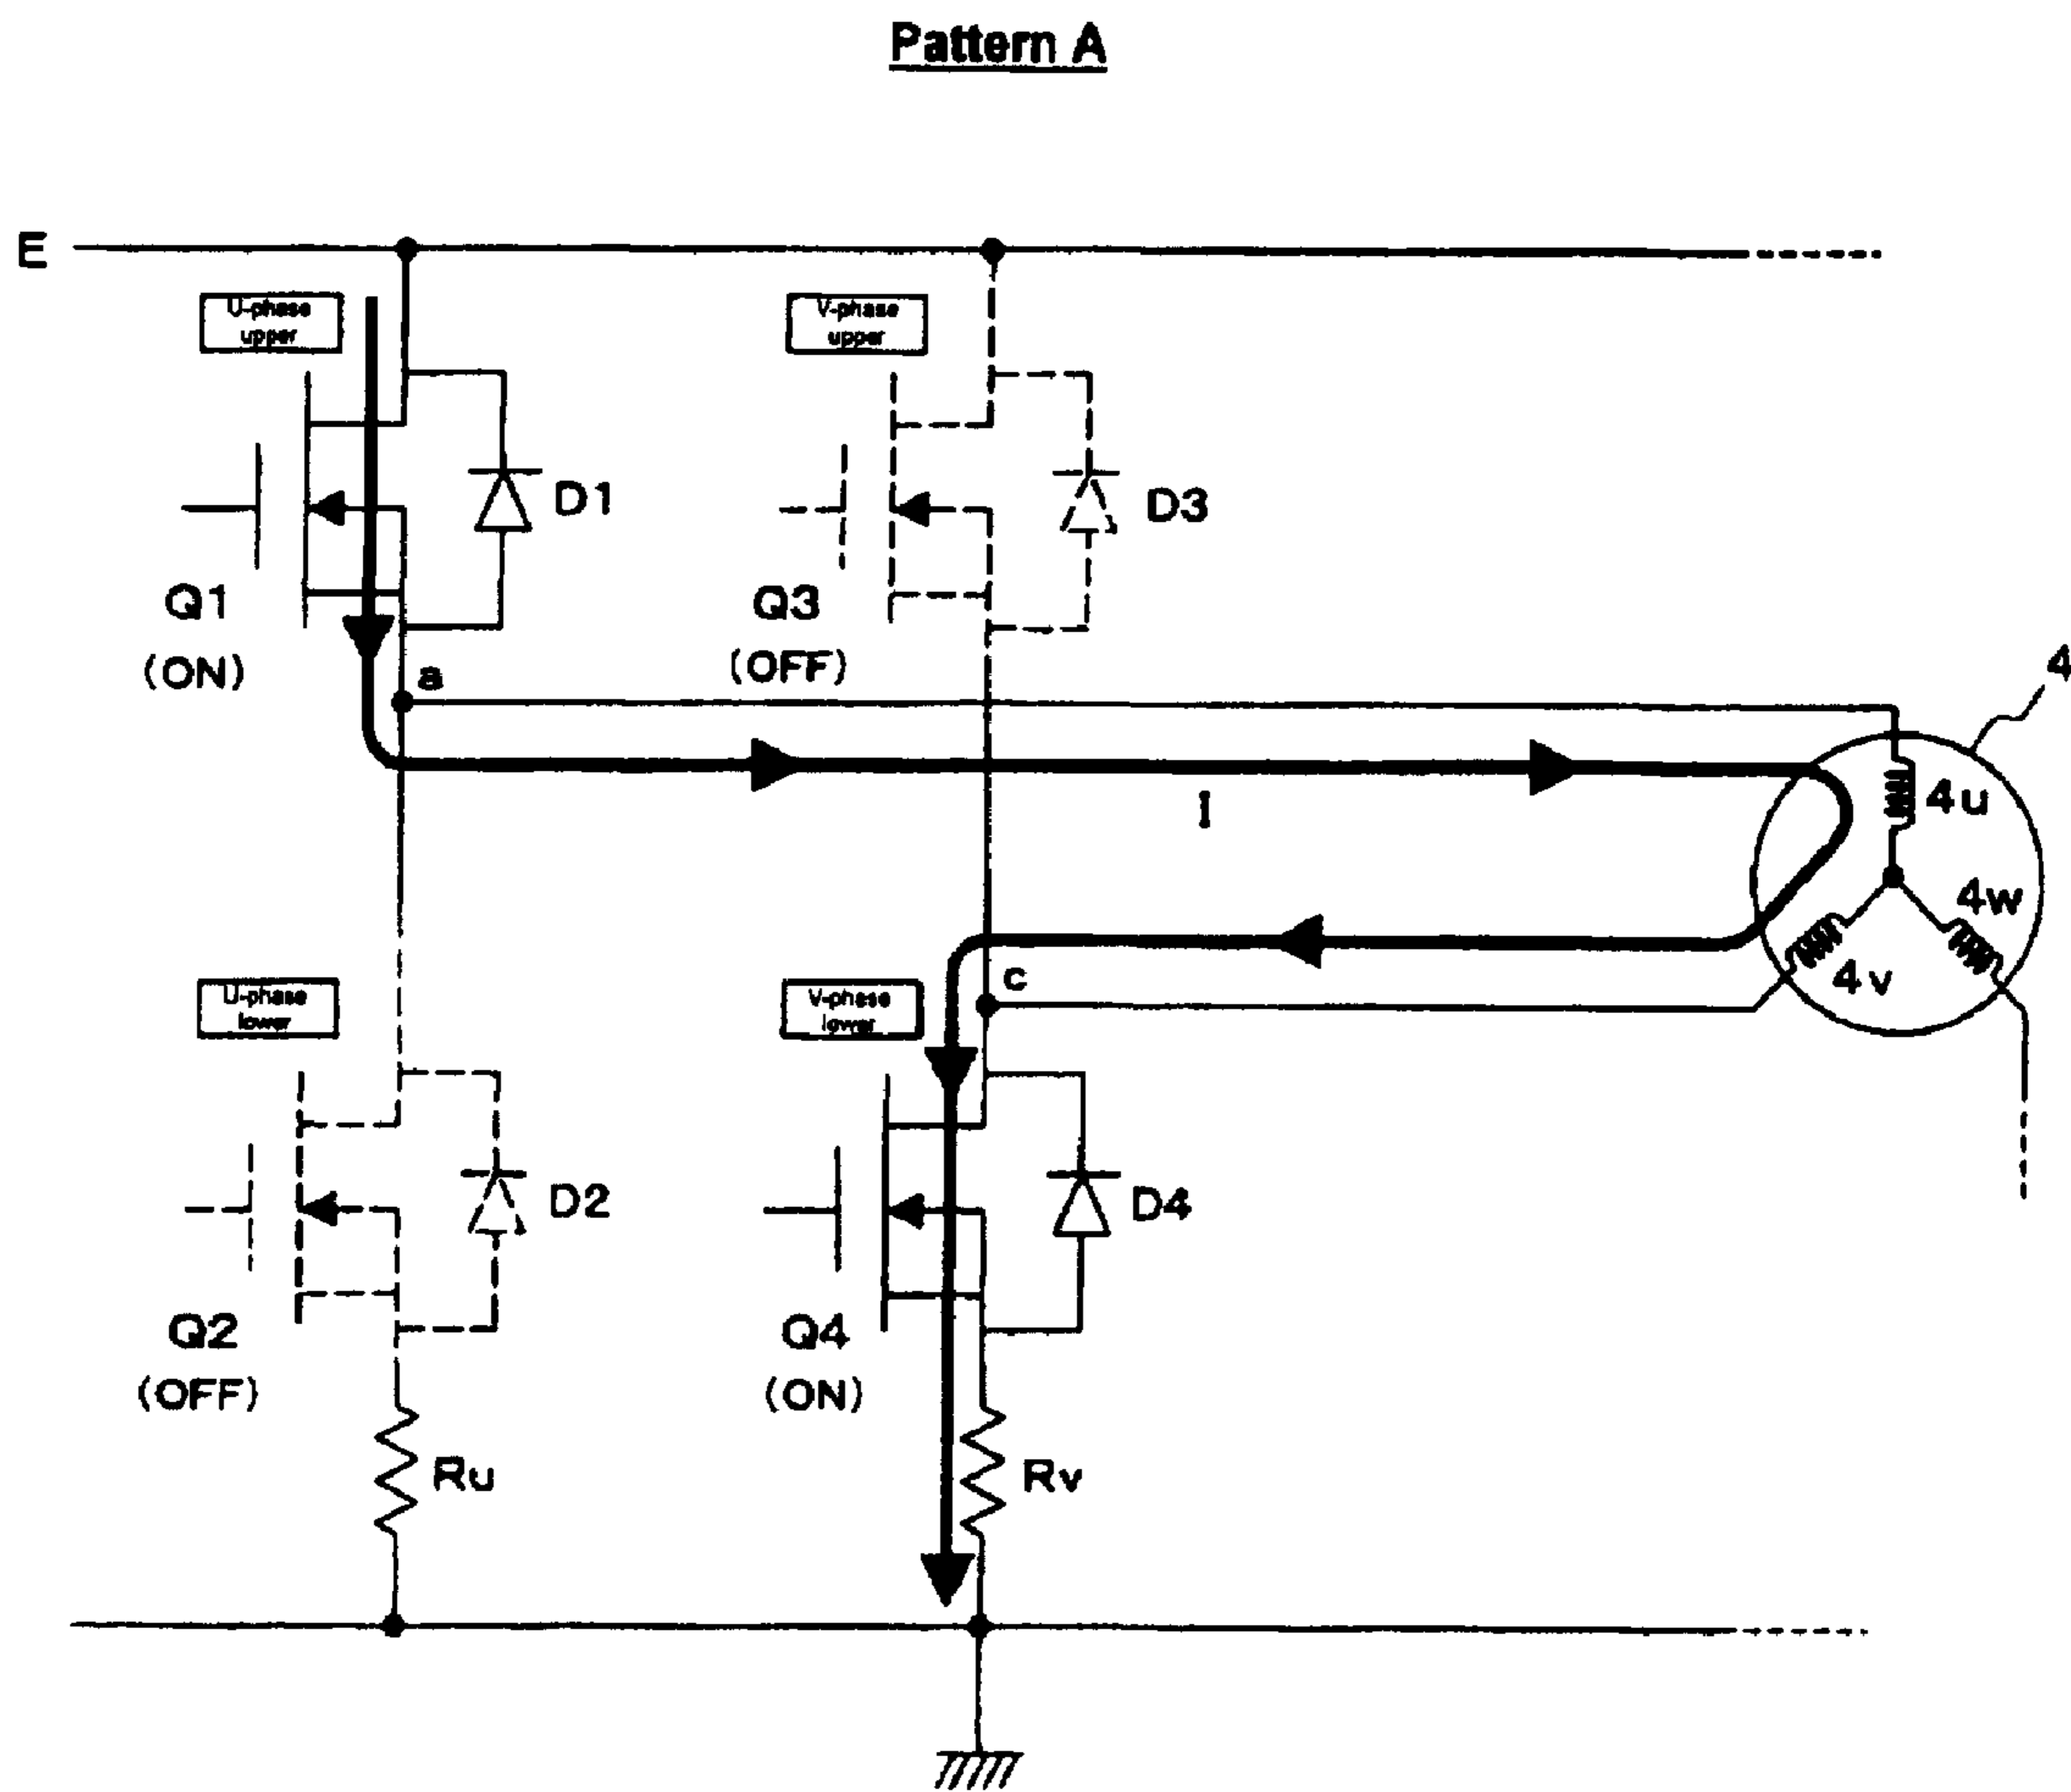 Pattern A
E
U-phase
upper
V-phase
upper
D1
D3
Q1
(ON)
Q3
(OFF)
a
4
I
4u
4w
4v
c
U-phase
lower
V-phase
lower
D2
D4
Q2
(OFF)
Q4
(ON)
Ru
Rv